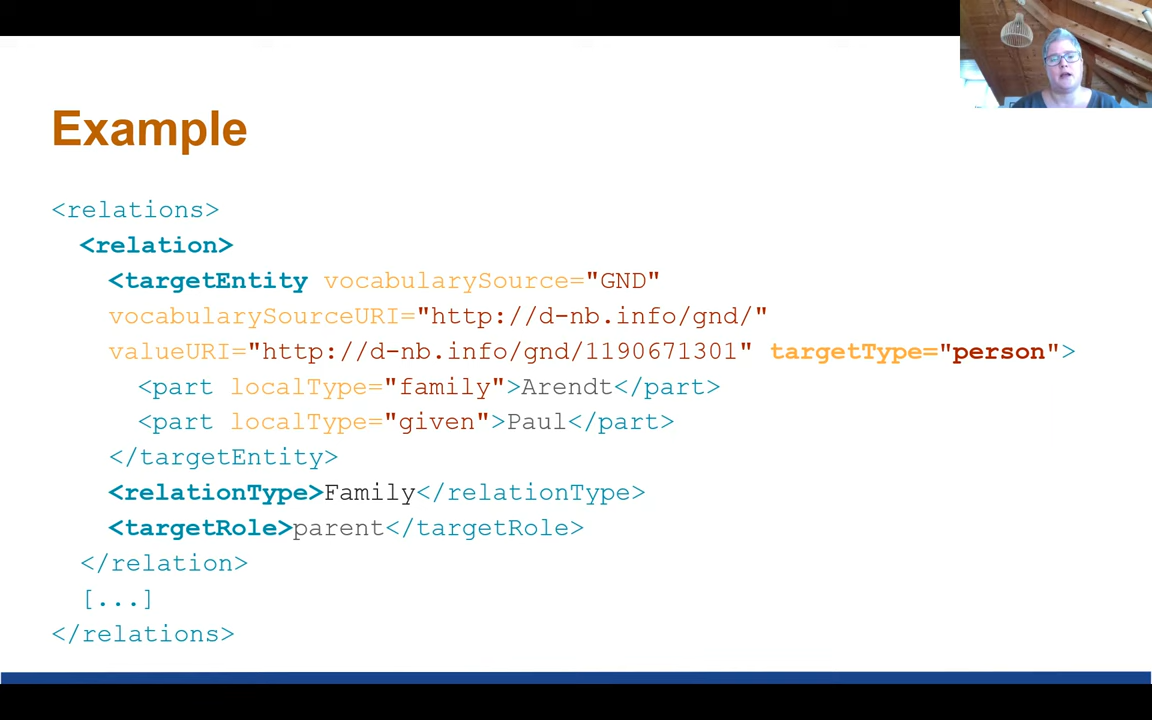 Example
<relations>
<relation>
<targetEntity vocabularySource="GND"
vocabularySourceURI="http://d-nb.info/gnd/"
valueURI="http://d-nb.info/gnd/1190671301" targetType="person">
<part localType="family">Arendt</part>
<part localType="given">Paul</part>
</targetEntity>
<relationType>Family</relationType>
<targetRole>parent</targetRole>
</relation>
[...]
</relations>